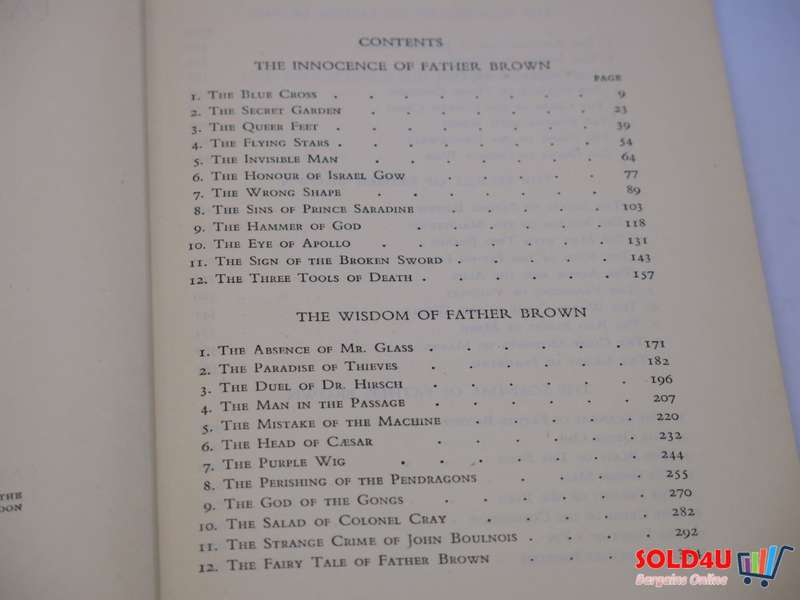 CONTENTS
THE INNOCENCE OF FATHER BROWN
PAGE
1. THE BLUE CROSS . . . . . . . . 9
2. THE SECRET GARDEN . . . . . . . 23
3. THE QUEER FEET . . . . . . . . 39
4. THE FLYING STARS . . . . . . . . 54
5. THE INVISIBLE MAN . . . . . . . 64
6. THE HONOUR OF ISRAEL GOW . . . . . 77
7. THE WRONG SHAPE . . . . . . . 89
8. THE SINS OF PRINCE SARADINE . . . . . 103
9. THE HAMMER OF GOD . . . . . . 118
10. THE EYE OF APOLLO . . . . . . . 131
11. THE SIGN OF THE BROKEN SWORD . . . . . 143
12. THE THREE TOOLS OF DEATH . . . . . . 157
THE WISDOM OF FATHER BROWN
1. THE ABSENCE OF MR. GLASS . . . . . . 171
2. THE PARADISE OF THIEVES . . . . . . 182
3. THE DUEL OF DR. HIRSCH . . . . . . 196
4. THE MAN IN THE PASSAGE . . . . . . 207
5. THE MISTAKE OF THE MACHINE . . . . . 220
6. THE HEAD OF CÆSAR . . . . . . 232
7. THE PURPLE WIG . . . . . . . 244
8. THE PERISHING OF THE PENDRAGONS . . . . 255
9. THE GOD OF THE GONGS . . . . . . 270
10. THE SALAD OF COLONEL CRAY . . . . . 282
11. THE STRANGE CRIME OF JOHN BOULNOIS . . . . 292
12. THE FAIRY TALE OF FATHER BROWN . . . .
THE
SOLD4U
Bargains Online